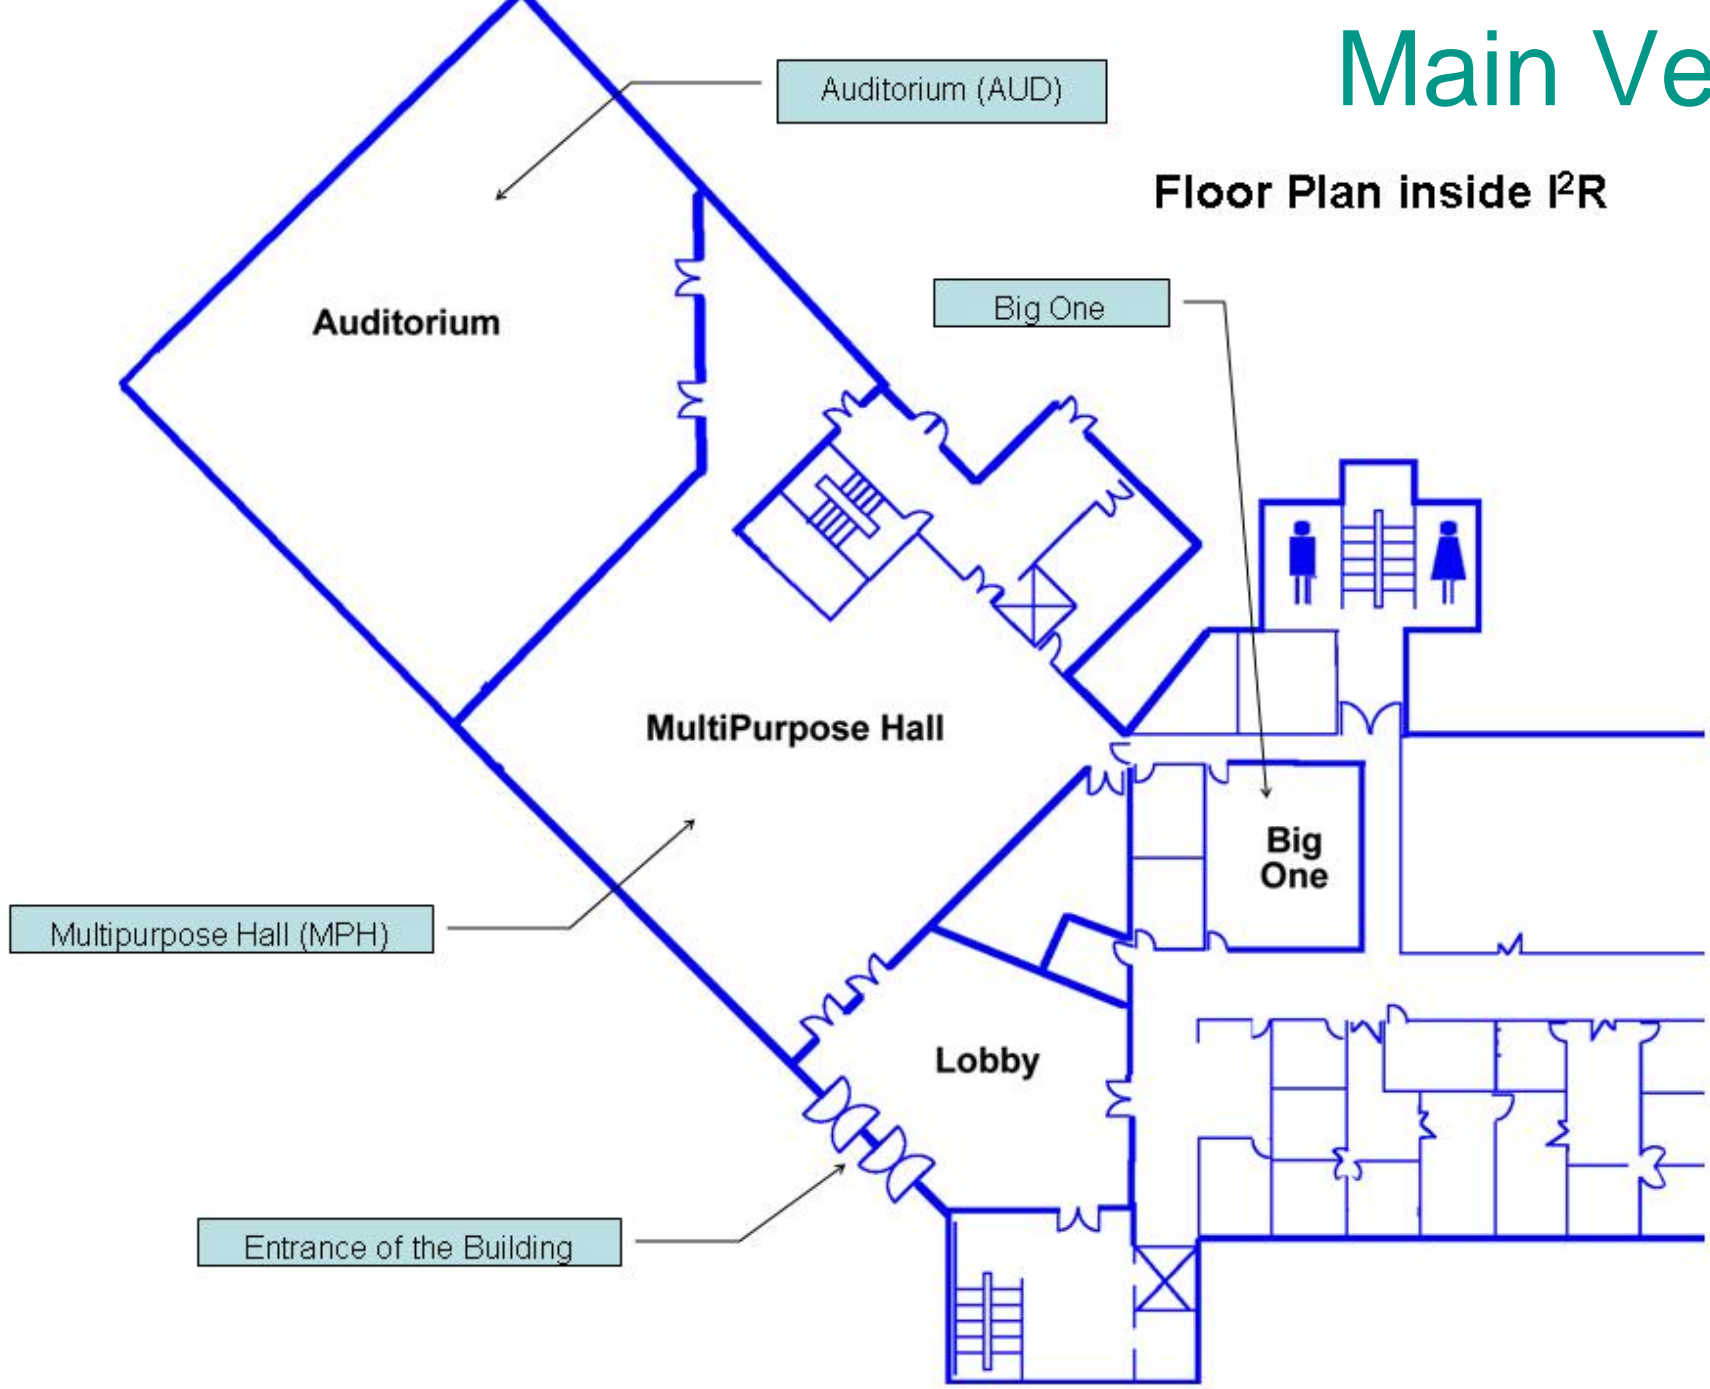 Main Ve
Auditorium (AUD)
Floor Plan inside I²R
Big One
Auditorium
MultiPurpose Hall
Big
One
Multipurpose Hall (MPH)
Lobby
Entrance of the Building